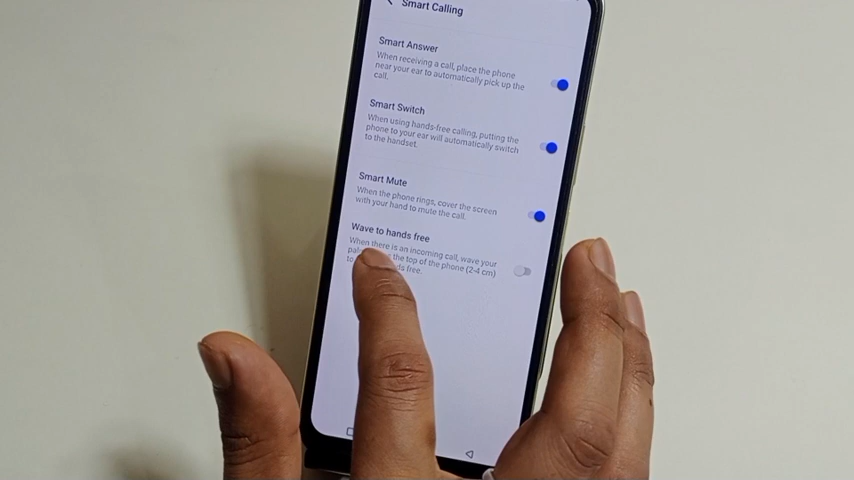 Smart Calling
Smart Answer
When receiving a call, place the phone
near your ear to automatically pick up the
call.
Smart Switch
When using hands-free calling, putting the
phone to your ear will automatically switch
to the handset.
Smart Mute
When the phone rings, cover the screen
with your hand to mute the call.
Wave to hands free
When there is an incoming call, wave your
the top of the phone (2-4 cm)
to hands free.